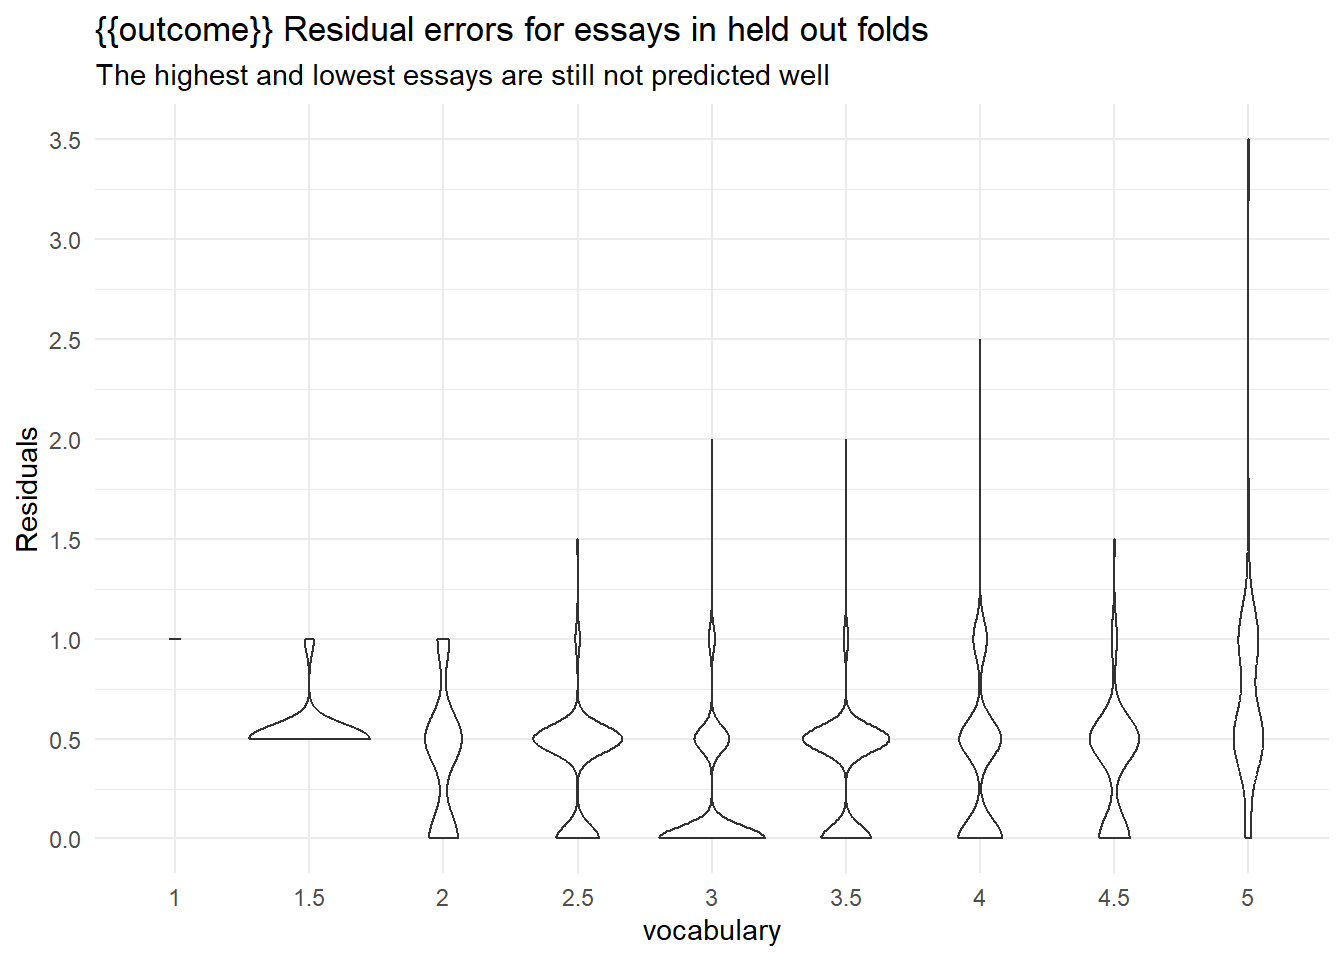 {{outcome}} Residual errors for essays in held out folds
The highest and lowest essays are still not predicted well
3.5
3.0
2.5
2.0
1.5
1.0
0.5
0.0
Residuals
1 1.5 2 2.5 3 3.5 4 4.5 5
vocabulary